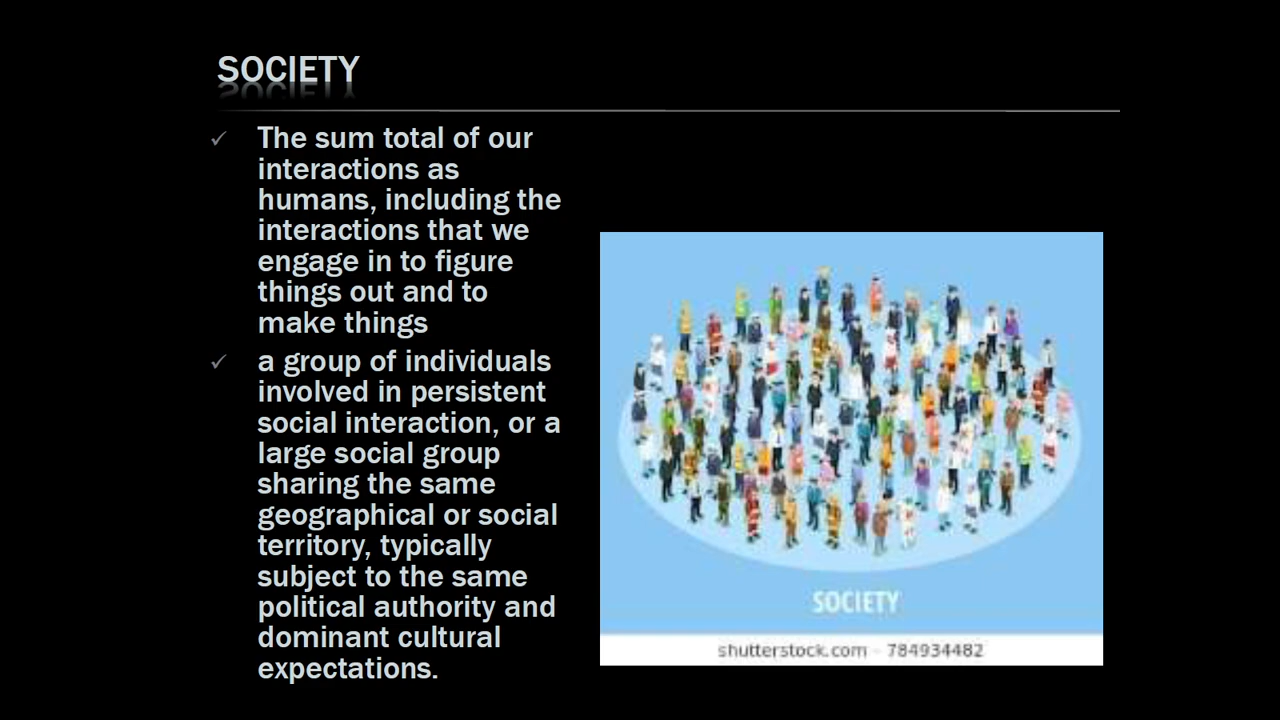 SOCIETY
The sum total of our
interactions as
humans, including the
interactions that we
engage in to figure
things out and to
make things
a group of individuals
involved in persistent
social interaction, or a
large social group
sharing the same
geographical or social
territory, typically
subject to the same
political authority and
dominant cultural
expectations.
SOCIETY
shutterstock.com - 784934482